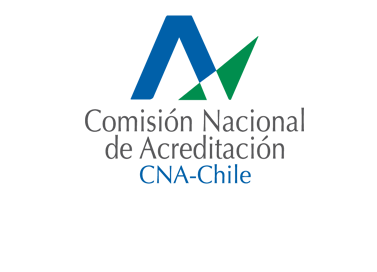 Comisión Nacional
de Acreditación
CNA-Chile